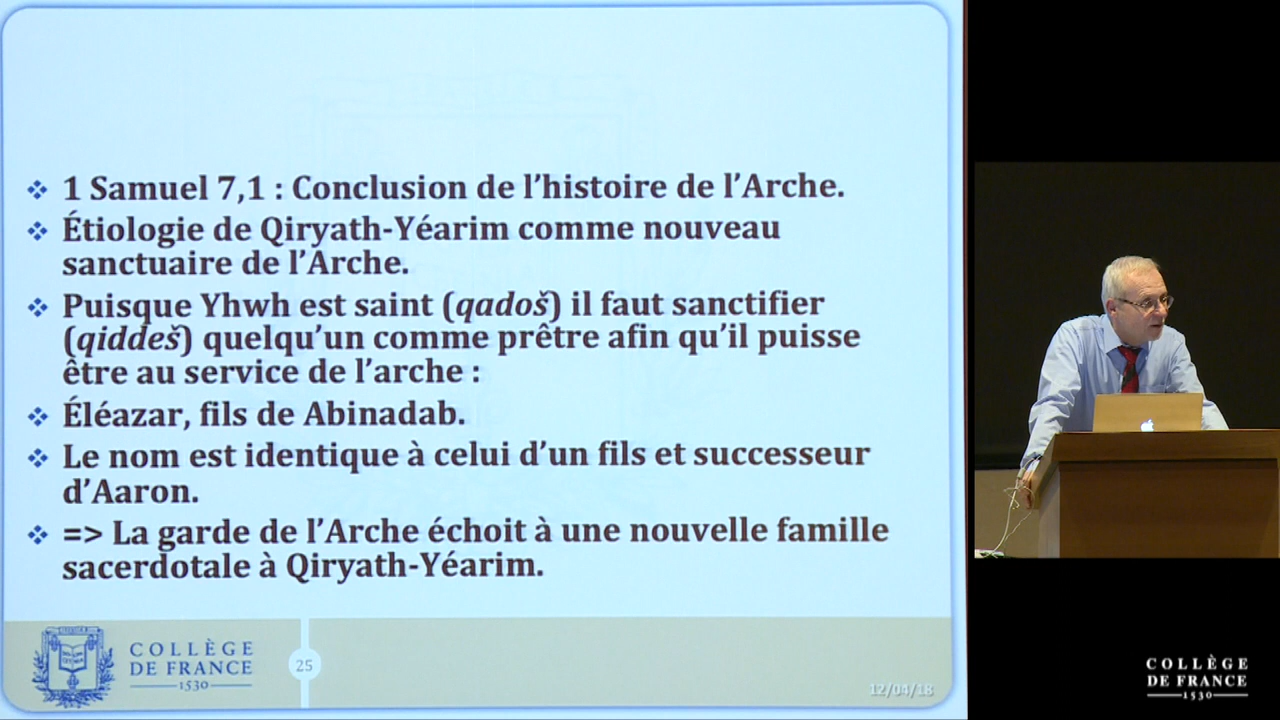 ❖ 1 Samuel 7,1 : Conclusion de l’histoire de l’Arche.
❖ Étiologie de Qiryath-Yéarim comme nouveau
sanctuaire de l’Arche.
❖ Puisque Yhwh est saint (qadoš) il faut sanctifier
(qiddeš) quelqu’un comme prêtre afin qu’il puisse
être au service de l’arche :
❖ Éléazar, fils de Abinadab.
❖ Le nom est identique à celui d’un fils et successeur
d’Aaron.
❖ => La garde de l’Arche échoit à une nouvelle famille
sacerdotale à Qiryath-Yéarim.
COLLÈGE
DE FRANCE
1530
25
12/04/18
COLLÈGE
DE FRANCE
1530